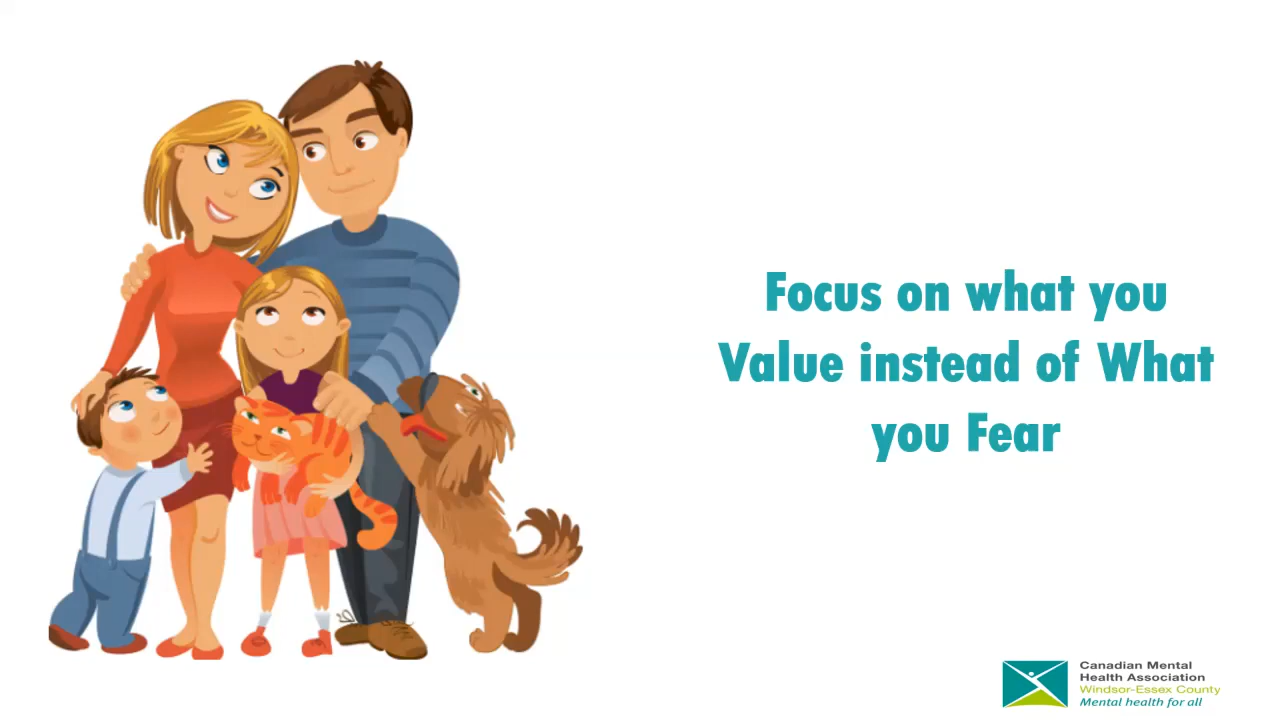 Focus on what you
Value instead of What
you Fear
Canadian Mental
Health Association
Windsor-Essex County
Mental health for all